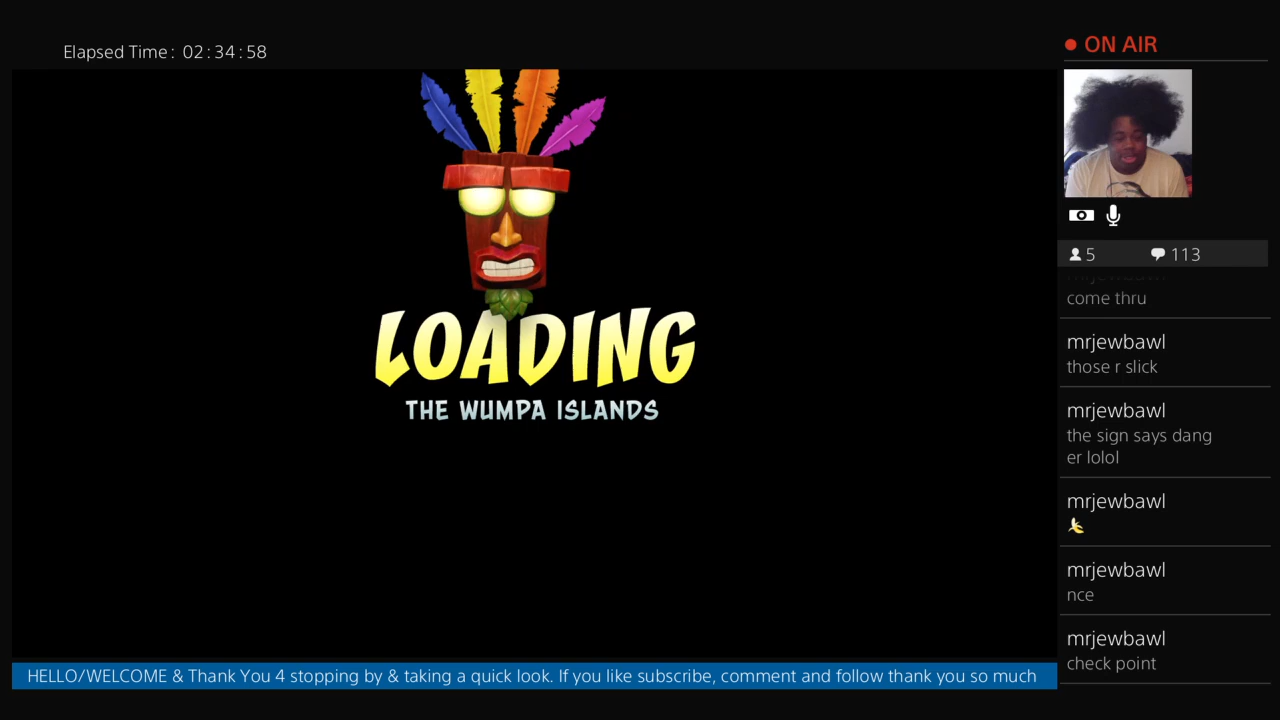 Elapsed Time: 02:34:58
ON AIR
5 113
LOADING
THE WUMPA ISLANDS
come thru
mrjewbawl
those r slick
mrjewbawl
the sign says dang
er lolol
mrjewbawl
mrjewbawl
nce
mrjewbawl
check point
HELLO/WELCOME & Thank You 4 stopping by & taking a quick look. If you like subscribe, comment and follow thank you so much